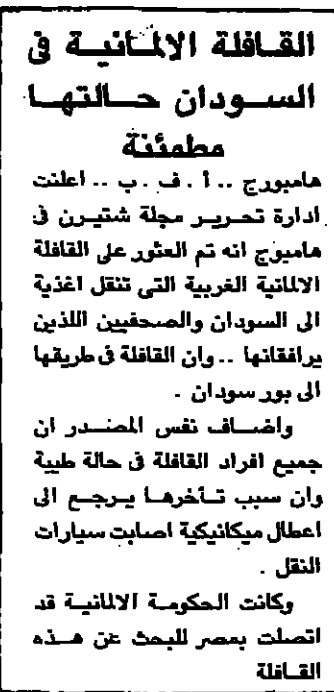 القافلة الالمانية فى
السودان حالتها
مطمئنة
هامبورج .. أ . ف . ب .. اعلنت
ادارة تحرير مجلة شتيرن فى
هامبورج انه تم العثور على القافلة
الالمانية الغربية التى تنقل اغذية
الى السودان والصحفيين اللذين
يرافقانها .. وان القافلة فى طريقها
الى بور سودان .
واضاف نفس المصدر ان
جميع افراد القافلة فى حالة طيبة
وان سبب تأخرها يرجع الى
اعطال ميكانيكية اصابت سيارات
النقل .
وكانت الحكومة الالمانية قد
اتصلت بمصر للبحث عن هذه
القافلة